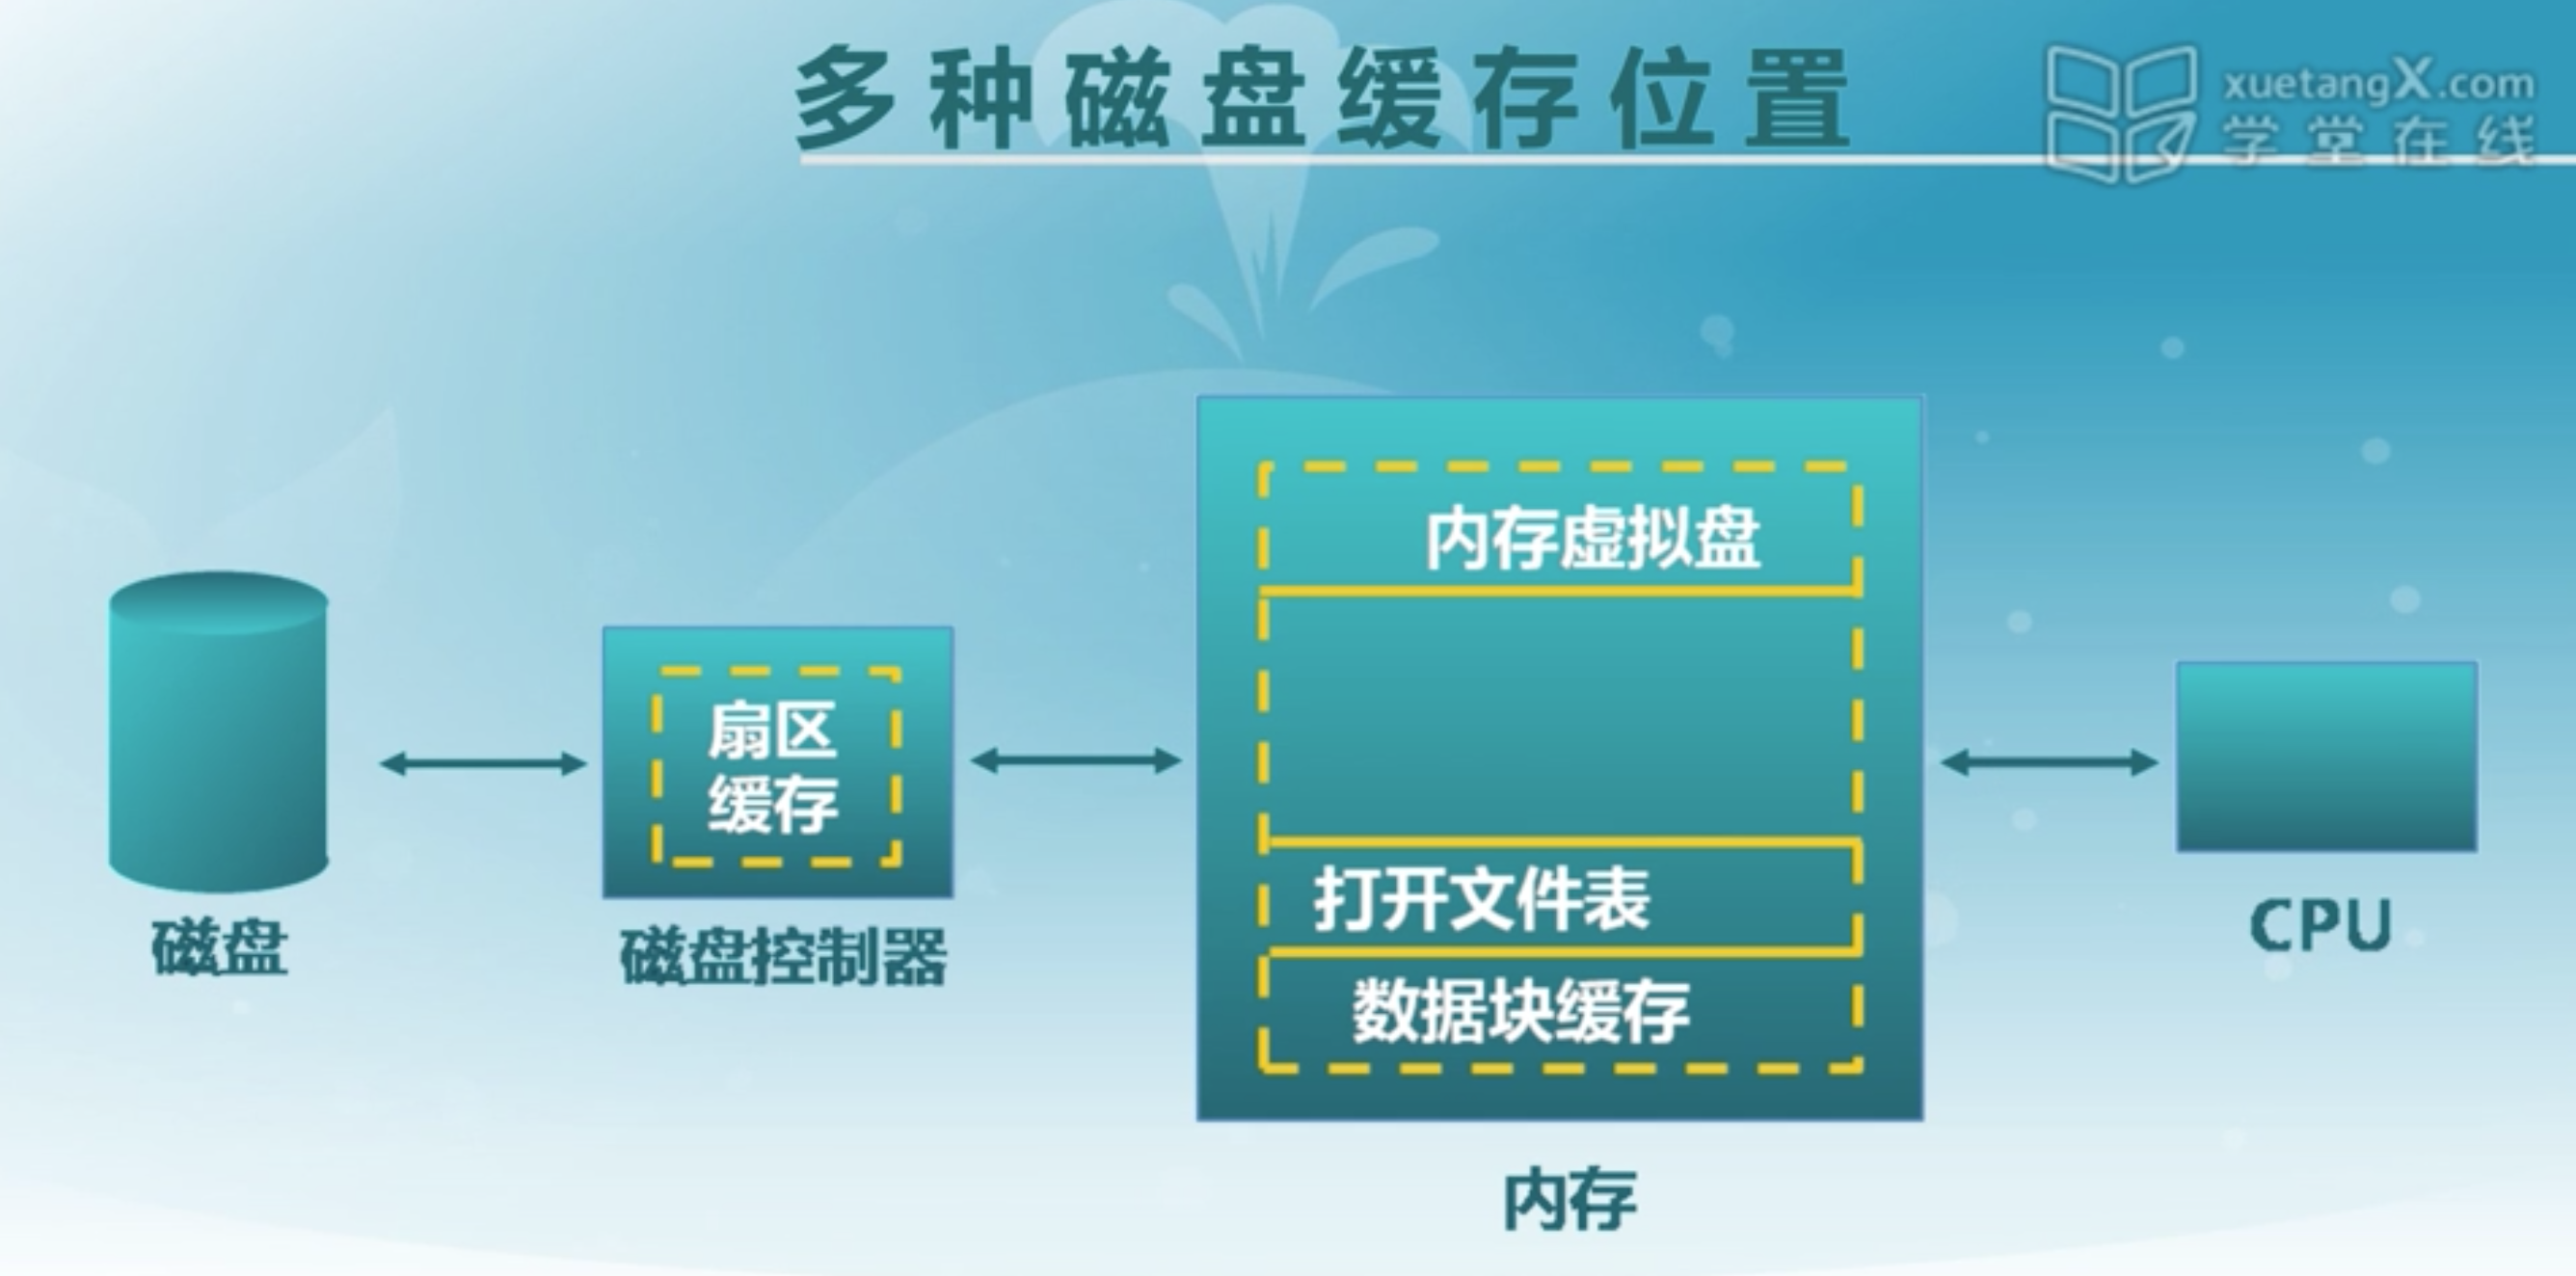 多种磁盘缓存位置
xuetangX.com
学堂在线
内存虚拟盘
扇区
缓存
打开文件表
数据块缓存
磁盘
磁盘控制器
内存
CPU